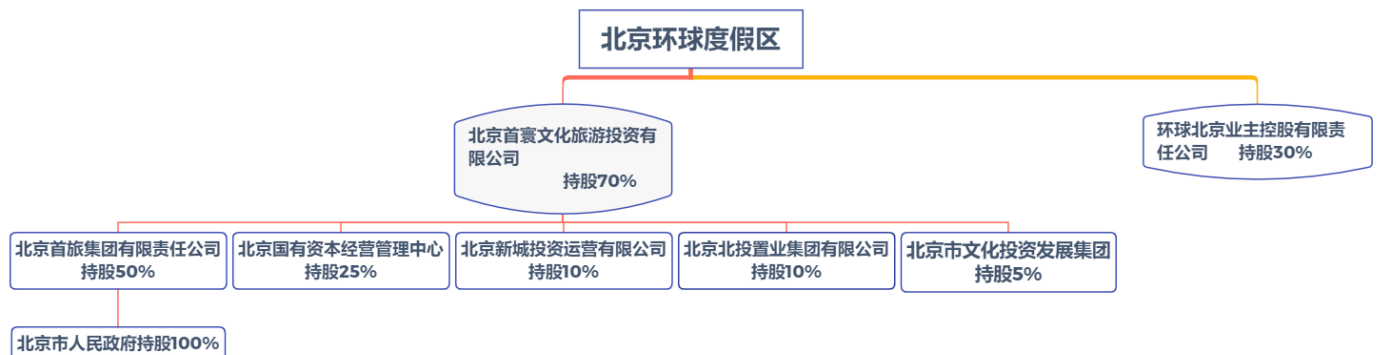 北京环球度假区
北京首寰文化旅游投资有
限公司
持股70%
环球北京业主控股有限责
任公司 持股30%
北京首旅集团有限责任公司
持股50%
北京国有资本经营管理中心
持股25%
北京新城投资运营有限公司
持股10%
北京北投置业集团有限公司
持股10%
北京市文化投资发展集团
持股5%
北京市人民政府持股100%